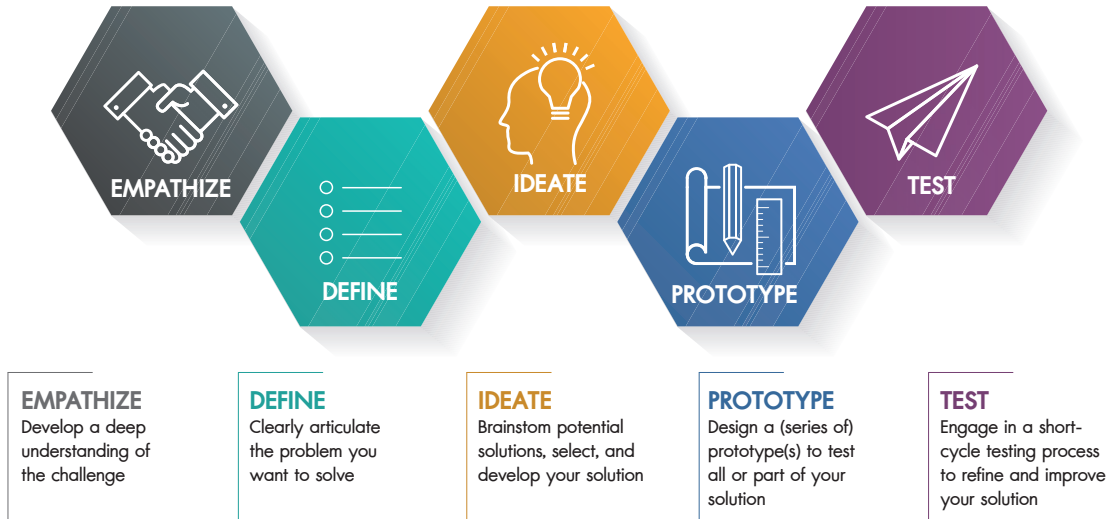 EMPATHIZE
DEFINE
IDEATE
PROTOTYPE
TEST
EMPATHIZE
Develop a deep
understanding of
the challenge
DEFINE
Clearly articulate
the problem you
want to solve
IDEATE
Brainstom potential
solutions, select, and
develop your solution
PROTOTYPE
Design a (series of)
prototype(s) to test
all or part of your
solution
TEST
Engage in a short-
cycle testing process
to refine and improve
your solution